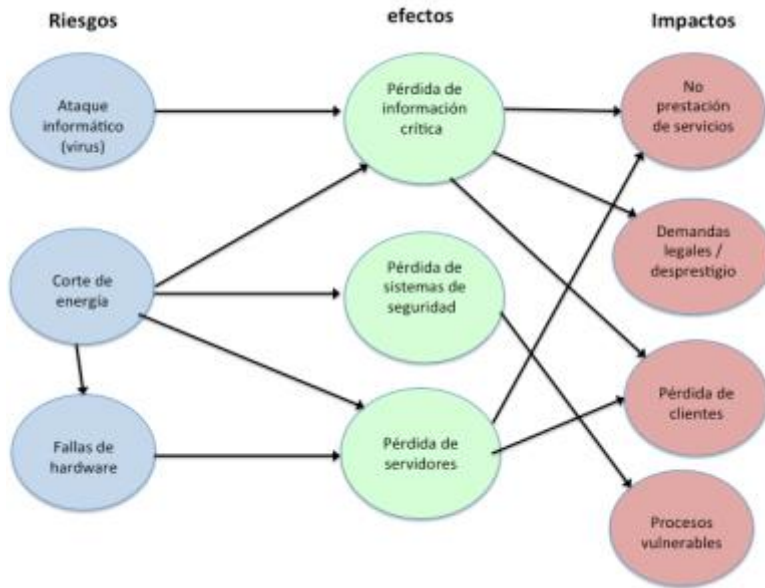 Riesgos
efectos
Impactos
Ataque
informático
(virus)
Pérdida de
información
crítica
No
prestación
de servicios
Demandas
legales /
desprestigio
Corte de
energía
Pérdida de
sistemas de
seguridad
Pérdida de
clientes
Fallas de
hardware
Pérdida de
servidores
Procesos
vulnerables